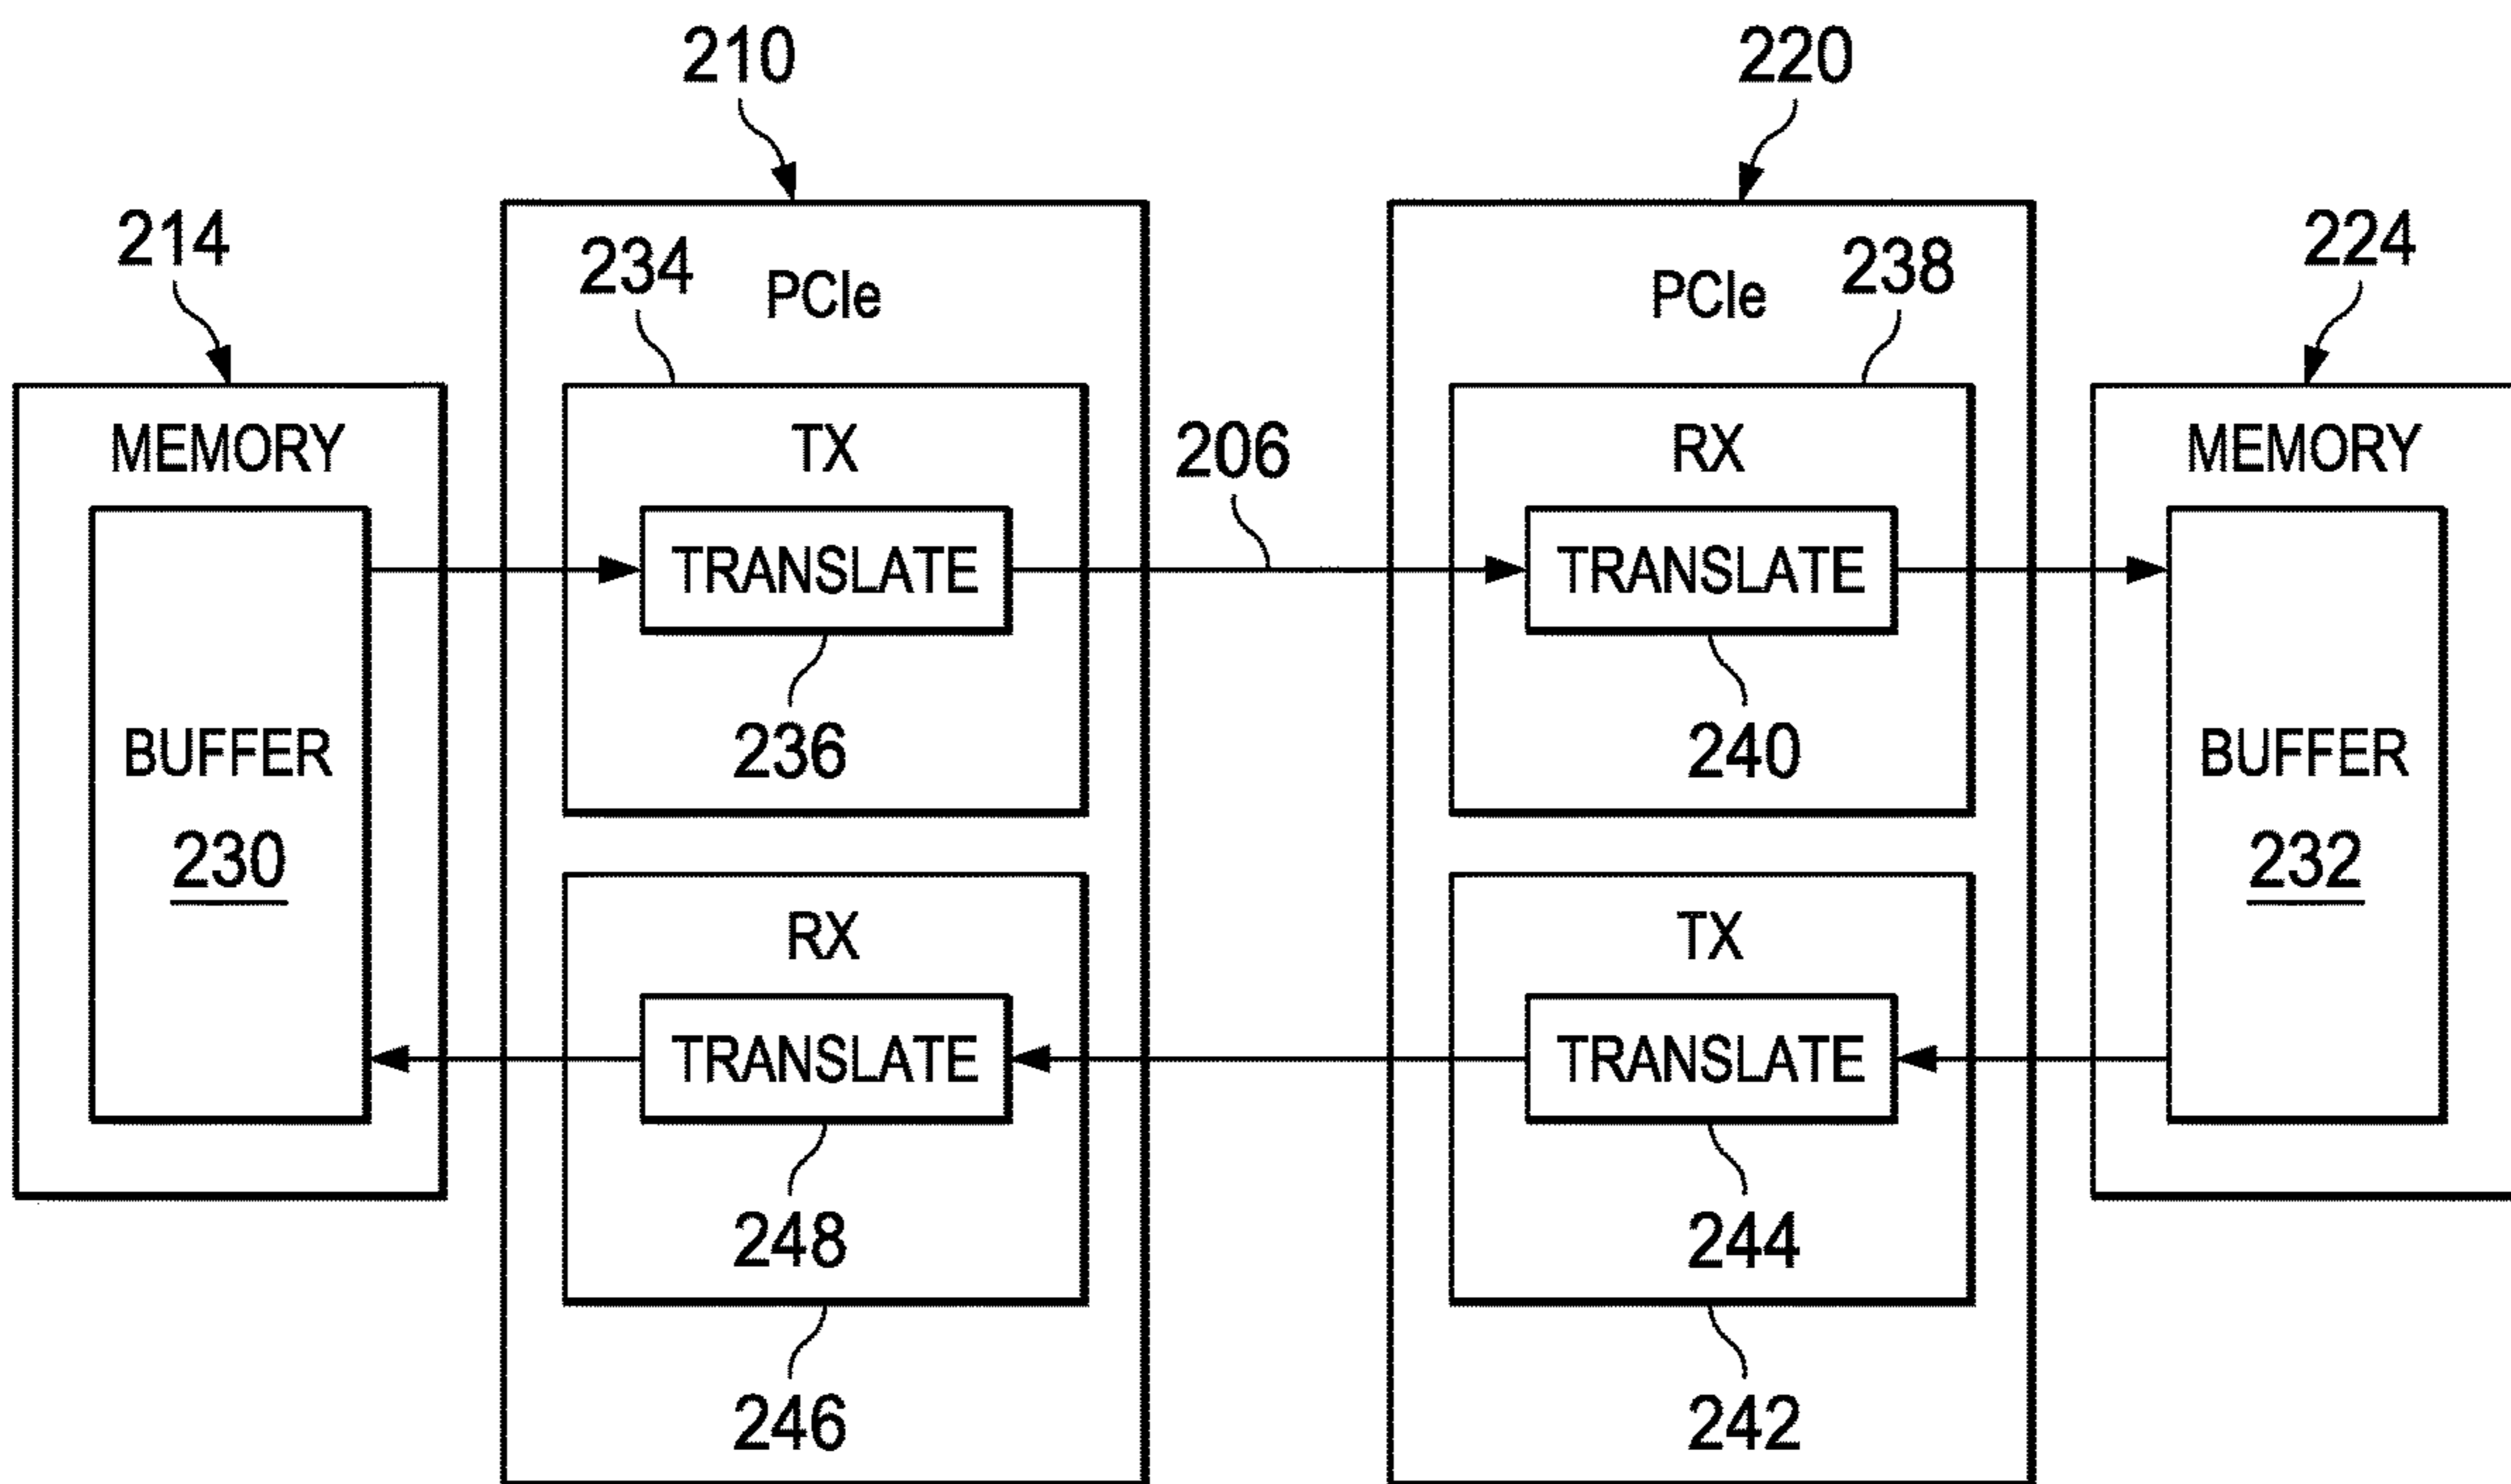 210
220
214
234
PCIe
PCIe
238
224
MEMORY
TX
206
RX
MEMORY
TRANSLATE
TRANSLATE
BUFFER
230
236
240
BUFFER
232
RX
TX
TRANSLATE
TRANSLATE
248
244
246
242